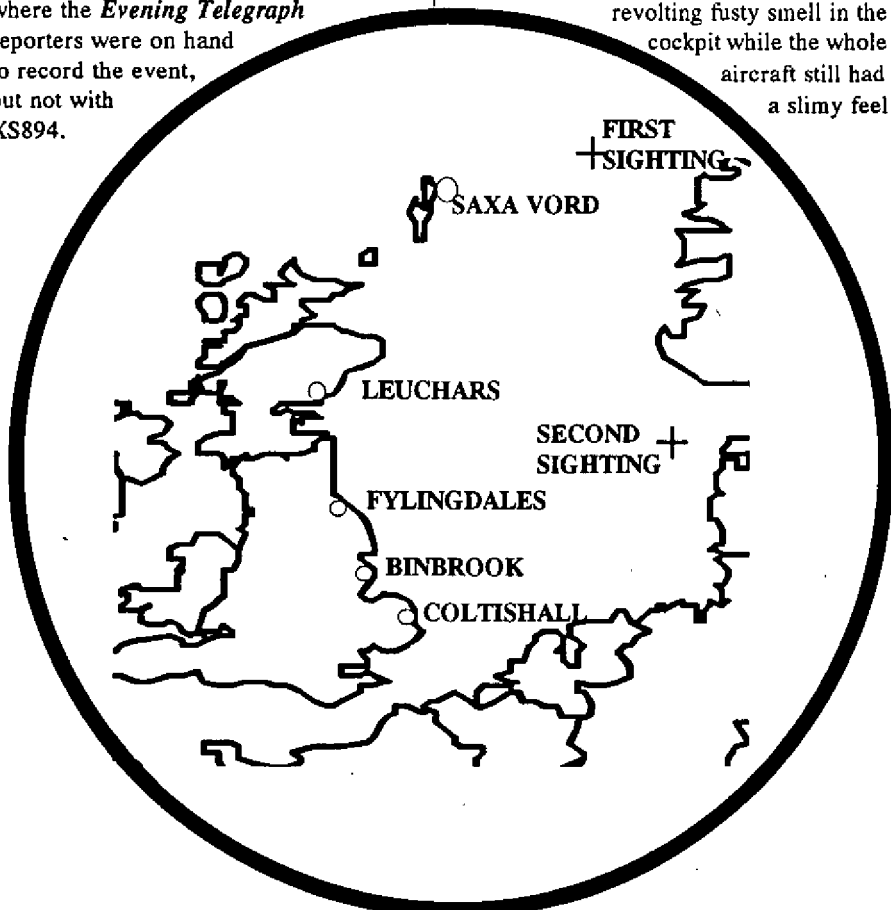 where the Evening Telegraph
reporters were on hand
to record the event,
but not with
XS894.
revolting fusty smell in the
cockpit while the whole
aircraft still had
a slimy feel
FIRST
SIGHTING
SAXA VORD
LEUCHARS
SECOND
SIGHTING
FYLINGDALES
BINBROOK
COLTISHALL